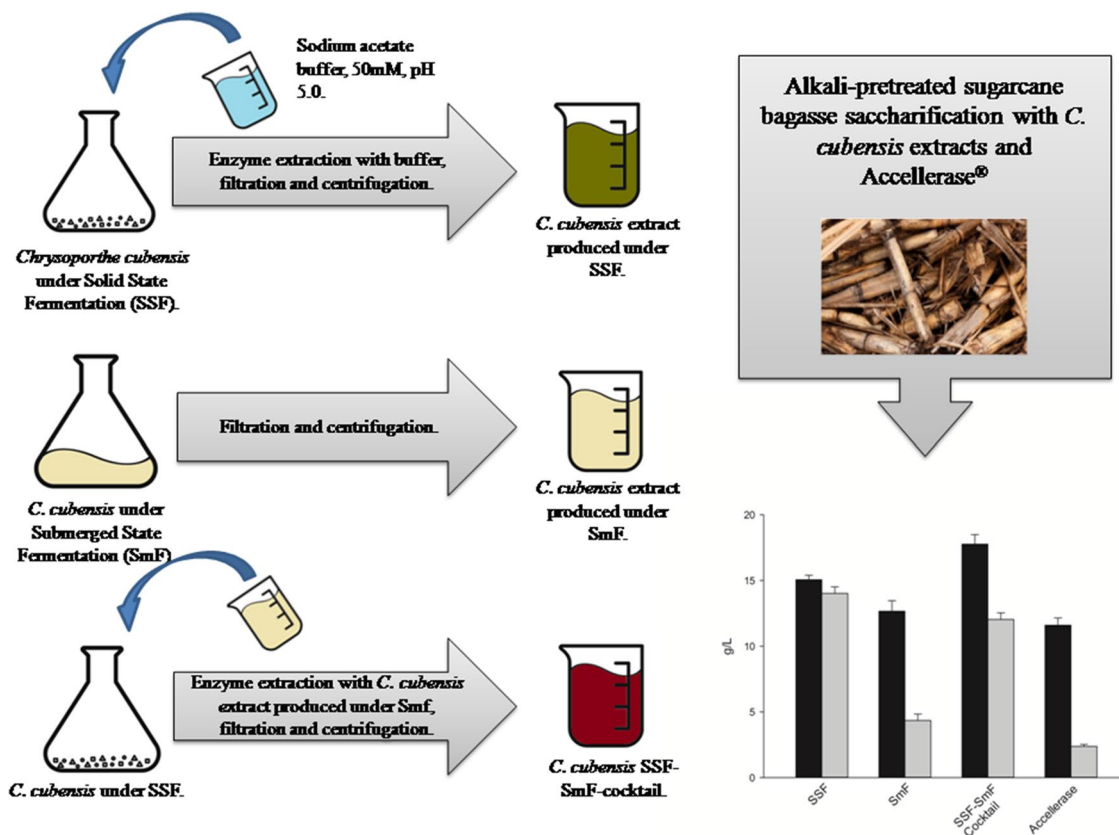 Sodium acetate
buffer, 50mM, pH
5.0.
Enzyme extraction with buffer,
filtration and centrifugation.
Chrysoporthe cubensis
under Solid State
Fermentation (SSF).
C. cubensis extract
produced under
SSF.
Filtration and centrifugation.
C. cubensis under
Submerged State
Fermentation (SmF)
C. cubensis extract
produced under
SmF.
Enzyme extraction with C. cubensis
extract produced under Smf,
filtration and centrifugation.
C. cubensis under SSF.
C. cubensis SSF-
SmF-cocktail.
Alkali-pretreated sugarcane
bagasse saccharification with C.
cubensis extracts and
Accellerase®
20
15
10
5
0
g/L
SSF
SmF
SSF-SmF
Cocktail
Accellerase